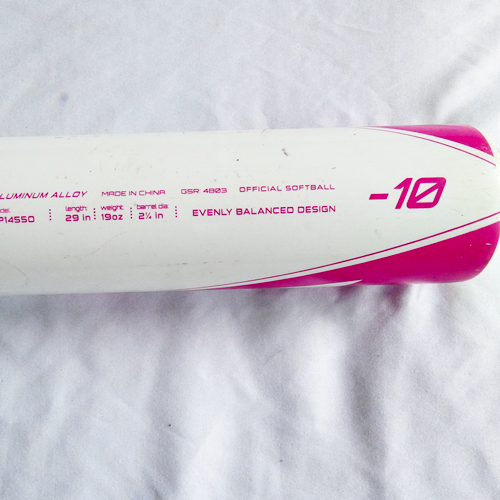 ALUMINUM ALLOY MADE IN CHINA GSR 4803 OFFICIAL SOFTBALL
length: weight: barrel dia:
29 in 19oz 2¼ in EVENLY BALANCED DESIGN
-10